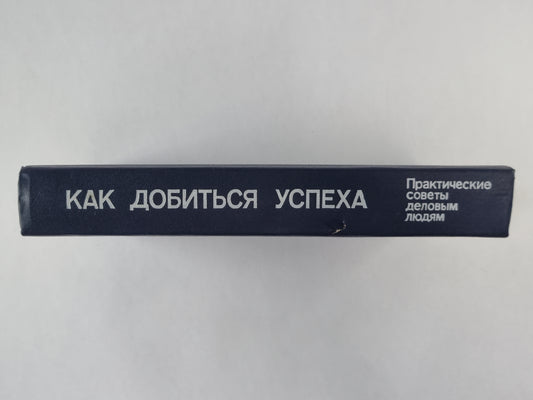 КАК ДОБИТЬСЯ УСПЕХА
Практические
советы
деловым
людям